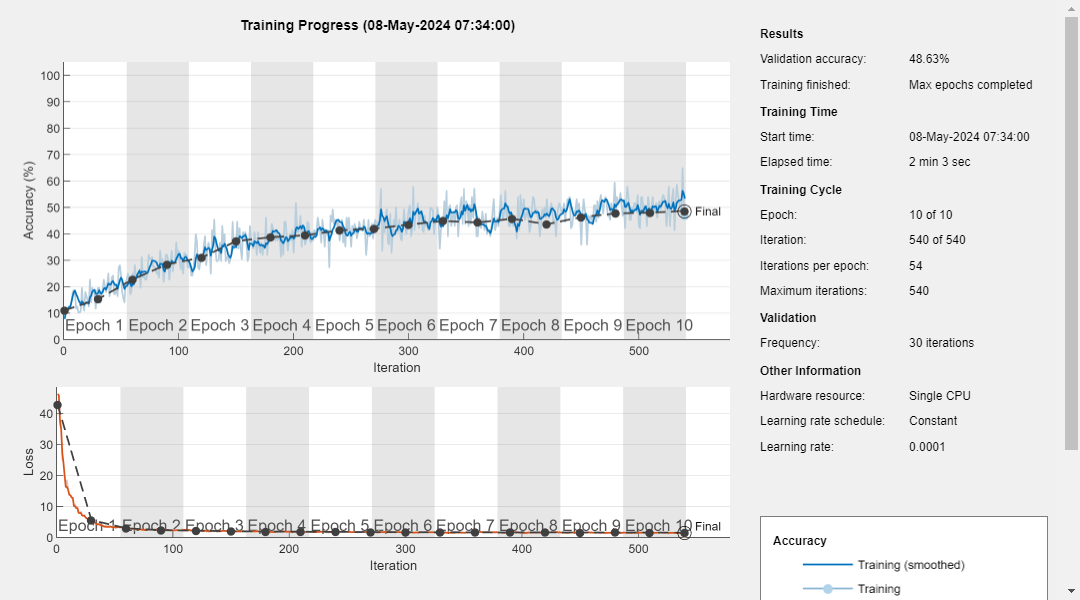 Training Progress (08-May-2024 07:34:00)
Accuracy (%)
100
90
80
70
60
50
40
30
20
10
0
Final
Epoch 1 Epoch 2 Epoch 3 Epoch 4 Epoch 5 Epoch 6 Epoch 7 Epoch 8 Epoch 9 Epoch 10
0 100 200 300 400 500
Iteration
Loss
40
30
20
10
0
Epoch 1 Epoch 2 Epoch 3 Epoch 4 Epoch 5 Epoch 6 Epoch 7 Epoch 8 Epoch 9 Epoch 10
Final
0 100 200 300 400 500
Iteration
Results
Validation accuracy: 48.63%
Training finished: Max epochs completed
Training Time
Start time: 08-May-2024 07:34:00
Elapsed time: 2 min 3 sec
Training Cycle
Epoch: 10 of 10
Iteration: 540 of 540
Iterations per epoch: 54
Maximum iterations: 540
Validation
Frequency: 30 iterations
Other Information
Hardware resource: Single CPU
Learning rate schedule: Constant
Learning rate: 0.0001
Accuracy
Training (smoothed)
Training